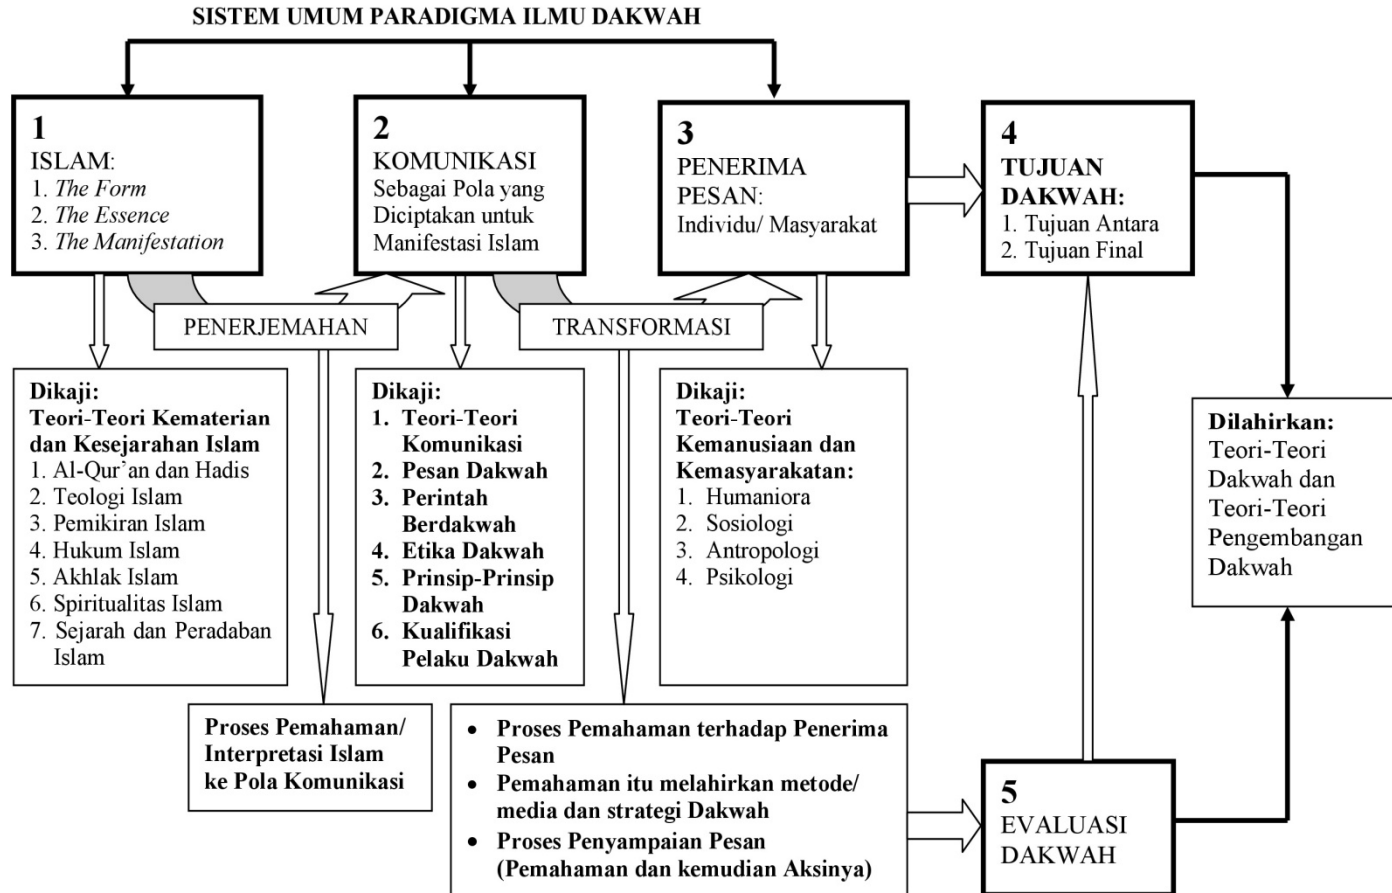 SISTEM UMUM PARADIGMA ILMU DAKWAH
1
ISLAM:
1. The Form
2. The Essence
3. The Manifestation
2
KOMUNIKASI
Sebagai Pola yang
Diciptakan untuk
Manifestasi Islam
3
PENERIMA
PESAN:
Individu/ Masyarakat
4
TUJUAN
DAKWAH:
1. Tujuan Antara
2. Tujuan Final
PENERJEMAHAN
TRANSFORMASI
Dikaji:
Teori-Teori Kematerian
dan Kesejarahan Islam
1. Al-Qur’an dan Hadis
2. Teologi Islam
3. Pemikiran Islam
4. Hukum Islam
5. Akhlak Islam
6. Spiritualitas Islam
7. Sejarah dan Peradaban
Islam
Dikaji:
1. Teori-Teori
Komunikasi
2. Pesan Dakwah
3. Perintah
Berdakwah
4. Etika Dakwah
5. Prinsip-Prinsip
Dakwah
6. Kualifikasi
Pelaku Dakwah
Dikaji:
Teori-Teori
Kemanusiaan dan
Kemasyarakatan:
1. Humaniora
2. Sosiologi
3. Antropologi
4. Psikologi
Dilahirkan:
Teori-Teori
Dakwah dan
Teori-Teori
Pengembangan
Dakwah
Proses Pemahaman/
Interpretasi Islam
ke Pola Komunikasi
• Proses Pemahaman terhadap Penerima
Pesan
• Pemahaman itu melahirkan metode/
media dan strategi Dakwah
• Proses Penyampaian Pesan
(Pemahaman dan kemudian Aksinya)
5
EVALUASI
DAKWAH